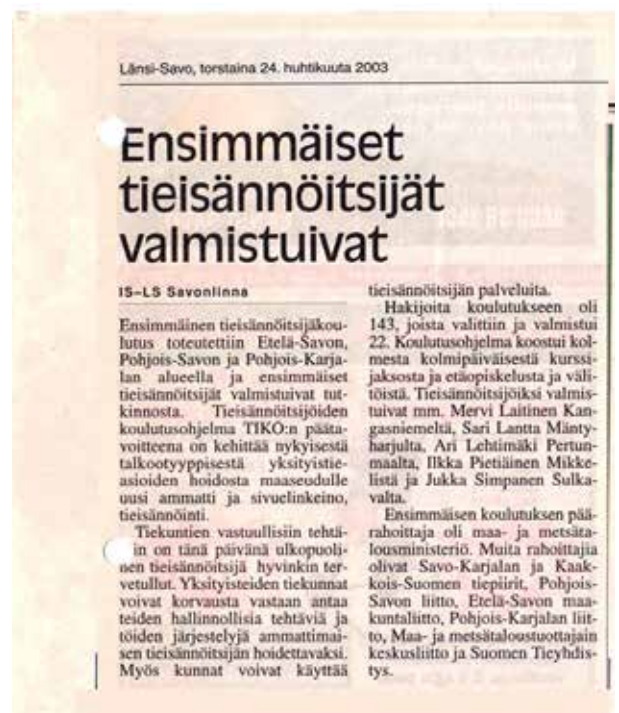 Länsi-Savo, torstaina 24. huhtikuuta 2003
Ensimmäiset
tieisännöitsijät
valmistuivat
IS–LS Savonlinna
Ensimmäinen tieisännöitsijäkou-
lutus toteutettiin Etelä-Savon,
Pohjois-Savon ja Pohjois-Karja-
lan alueella ja ensimmäiset
tieisännöitsijät valmistuivat tut-
kinnosta. Tieisännöitsijöiden
koulutusohjelma TIKO:n pääta-
voitteena on kehittää nykyisestä
talkootyyppisestä yksityistie-
asioiden hoidosta maaseudulle
uusi ammatti ja sivuelinkeino,
tieisännöinti.
Tiekuntien vastuullisiin tehtä-
in on tänä päivänä ulkopuoli-
nen tieisännöitsijä hyvinkin ter-
vetullut. Yksityisteiden tiekunnat
voivat korvausta vastaan antaa
teiden hallinnollisia tehtäviä ja
töiden järjestelyjä ammattimai-
sen tieisännöitsijän hoidettavaksi.
Myös kunnat voivat käyttää
tieisännöitsijän palveluita.
Hakijoita koulutukseen oli
143, joista valittiin ja valmistui
22. Koulutusohjelma koostui kol-
mesta kolmipäiväisestä kurssi-
jaksosta ja etäopiskelusta ja väli-
töistä. Tieisännöitsijöiksi valmis-
tuivat mm. Mervi Laitinen Kan-
gasniemeltä, Sari Lantta Mänty-
harjulta, Ari Lehtimäki Pertun-
maalta, Ilkka Pietiäinen Mikke-
listä ja Jukka Simpanen Sulka-
valta.
Ensimmäisen koulutuksen pää-
rahoittaja oli maa- ja metsäta-
lousministeriö. Muita rahoittajia
olivat Savo-Karjalan ja Kaak-
kois-Suomen tiepiirit, Pohjois-
Savon liitto, Etelä-Savon maa-
kuntaliitto, Pohjois-Karjalan liit-
to, Maa- ja metsätaloustuottajain
keskusliitto ja Suomen Tieyhdis-
tys.